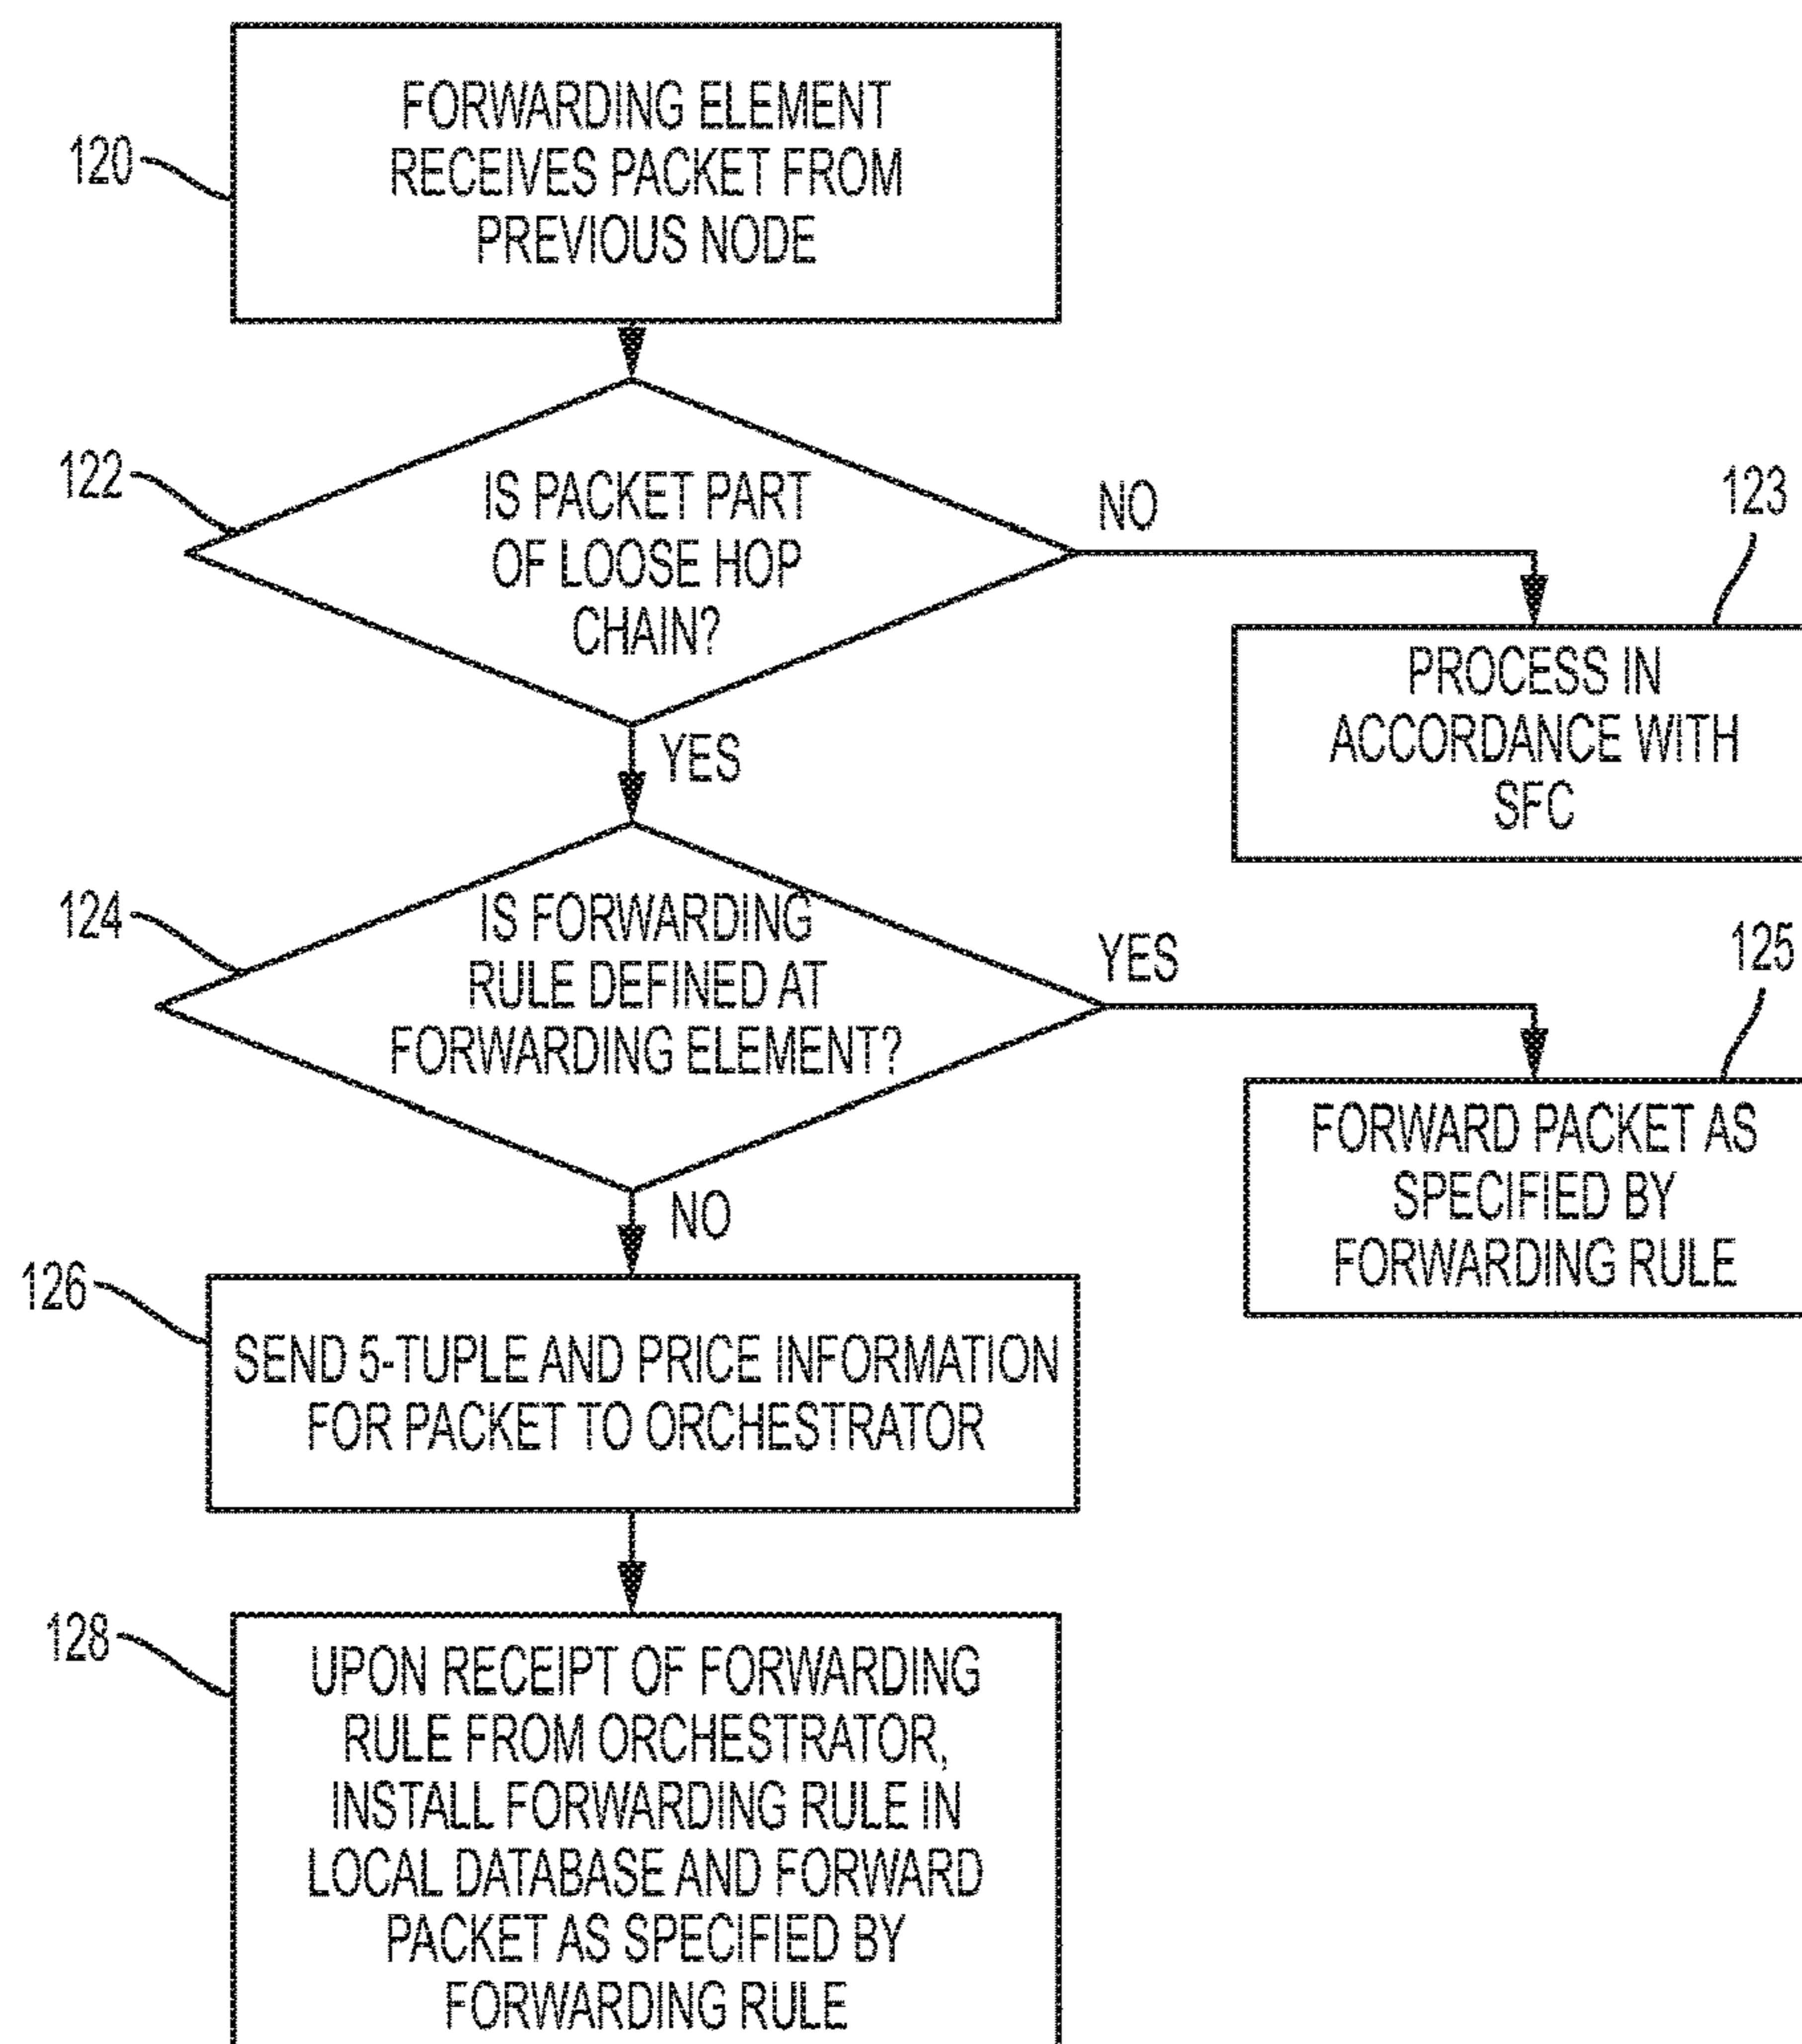 120
FORWARDING ELEMENT
RECEIVES PACKET FROM
PREVIOUS NODE
122
IS PACKET PART
OF LOOSE HOP
CHAIN?
NO
123
PROCESS IN
ACCORDANCE WITH
SFC
YES
124
IS FORWARDING
RULE DEFINED AT
FORWARDING ELEMENT?
YES
125
FORWARD PACKET AS
SPECIFIED BY
FORWARDING RULE
NO
126
SEND 5-TUPLE AND PRICE INFORMATION
FOR PACKET TO ORCHESTRATOR
128
UPON RECEIPT OF FORWARDING
RULE FROM ORCHESTRATOR,
INSTALL FORWARDING RULE IN
LOCAL DATABASE AND FORWARD
PACKET AS SPECIFIED BY
FORWARDING RULE